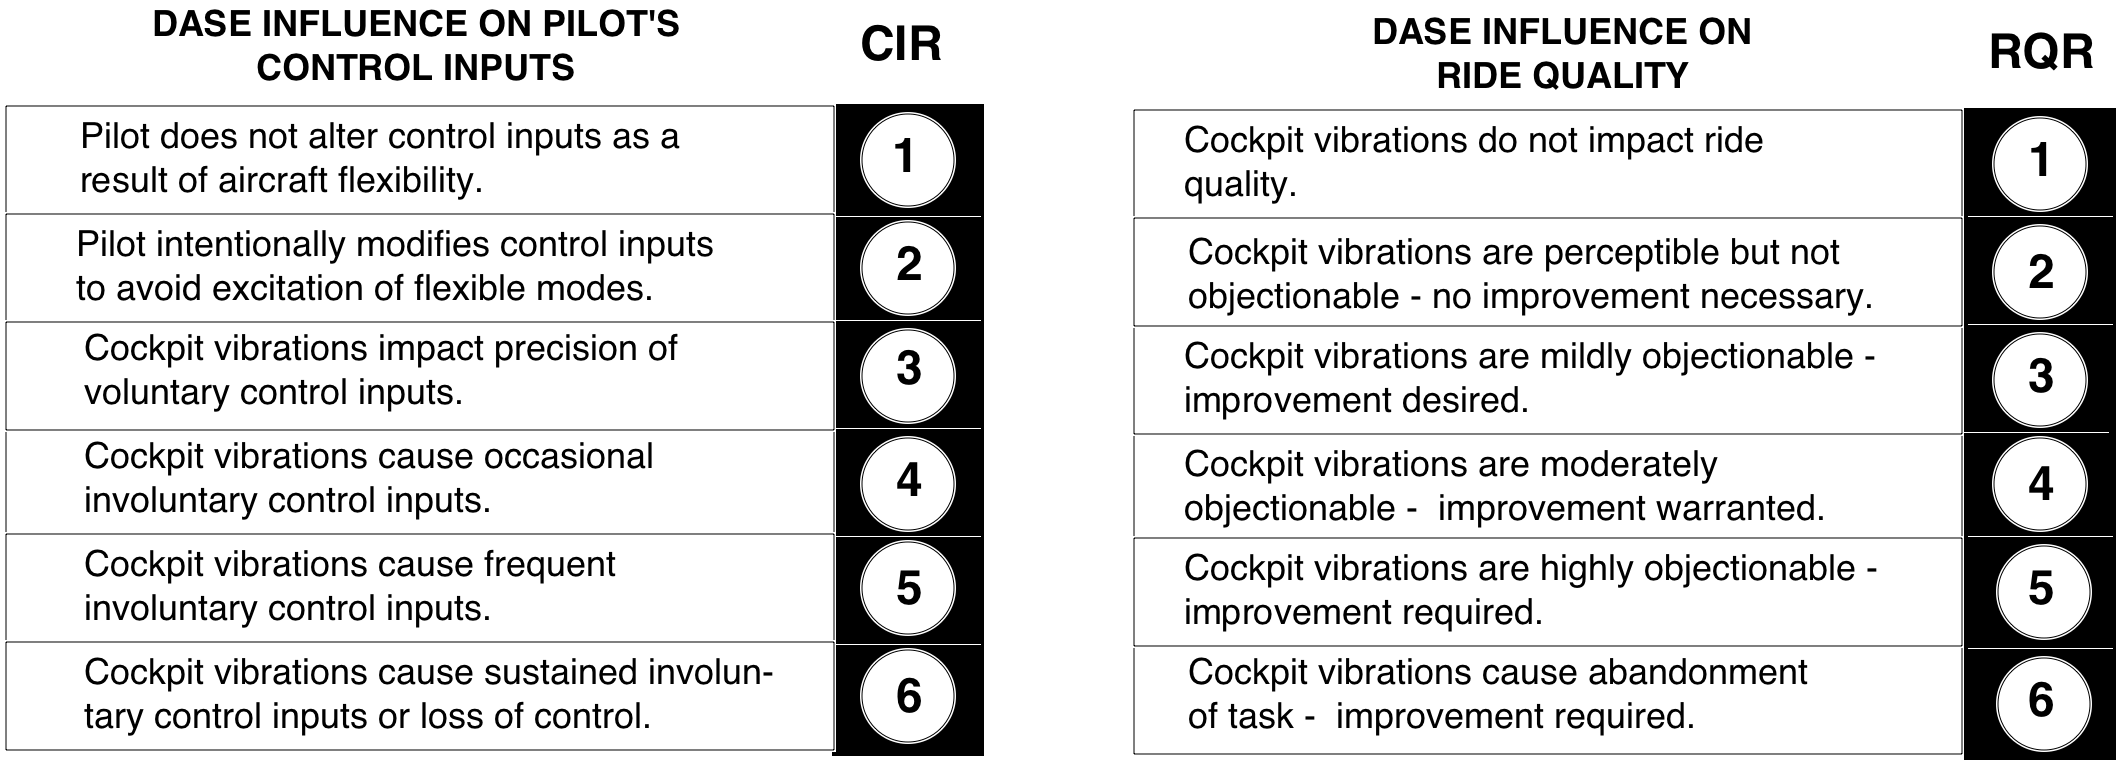 DASE INFLUENCE ON PILOT'S
CONTROL INPUTS
CIR
Pilot does not alter control inputs as a
result of aircraft flexibility.
1
Pilot intentionally modifies control inputs
to avoid excitation of flexible modes.
2
Cockpit vibrations impact precision of
voluntary control inputs.
3
Cockpit vibrations cause occasional
involuntary control inputs.
4
Cockpit vibrations cause frequent
involuntary control inputs.
5
Cockpit vibrations cause sustained involun-
tary control inputs or loss of control.
6
DASE INFLUENCE ON
RIDE QUALITY
RQR
Cockpit vibrations do not impact ride
quality.
1
Cockpit vibrations are perceptible but not
objectionable - no improvement necessary.
2
Cockpit vibrations are mildly objectionable -
improvement desired.
3
Cockpit vibrations are moderately
objectionable -  improvement warranted.
4
Cockpit vibrations are highly objectionable -
improvement required.
5
Cockpit vibrations cause abandonment
of task -  improvement required.
6